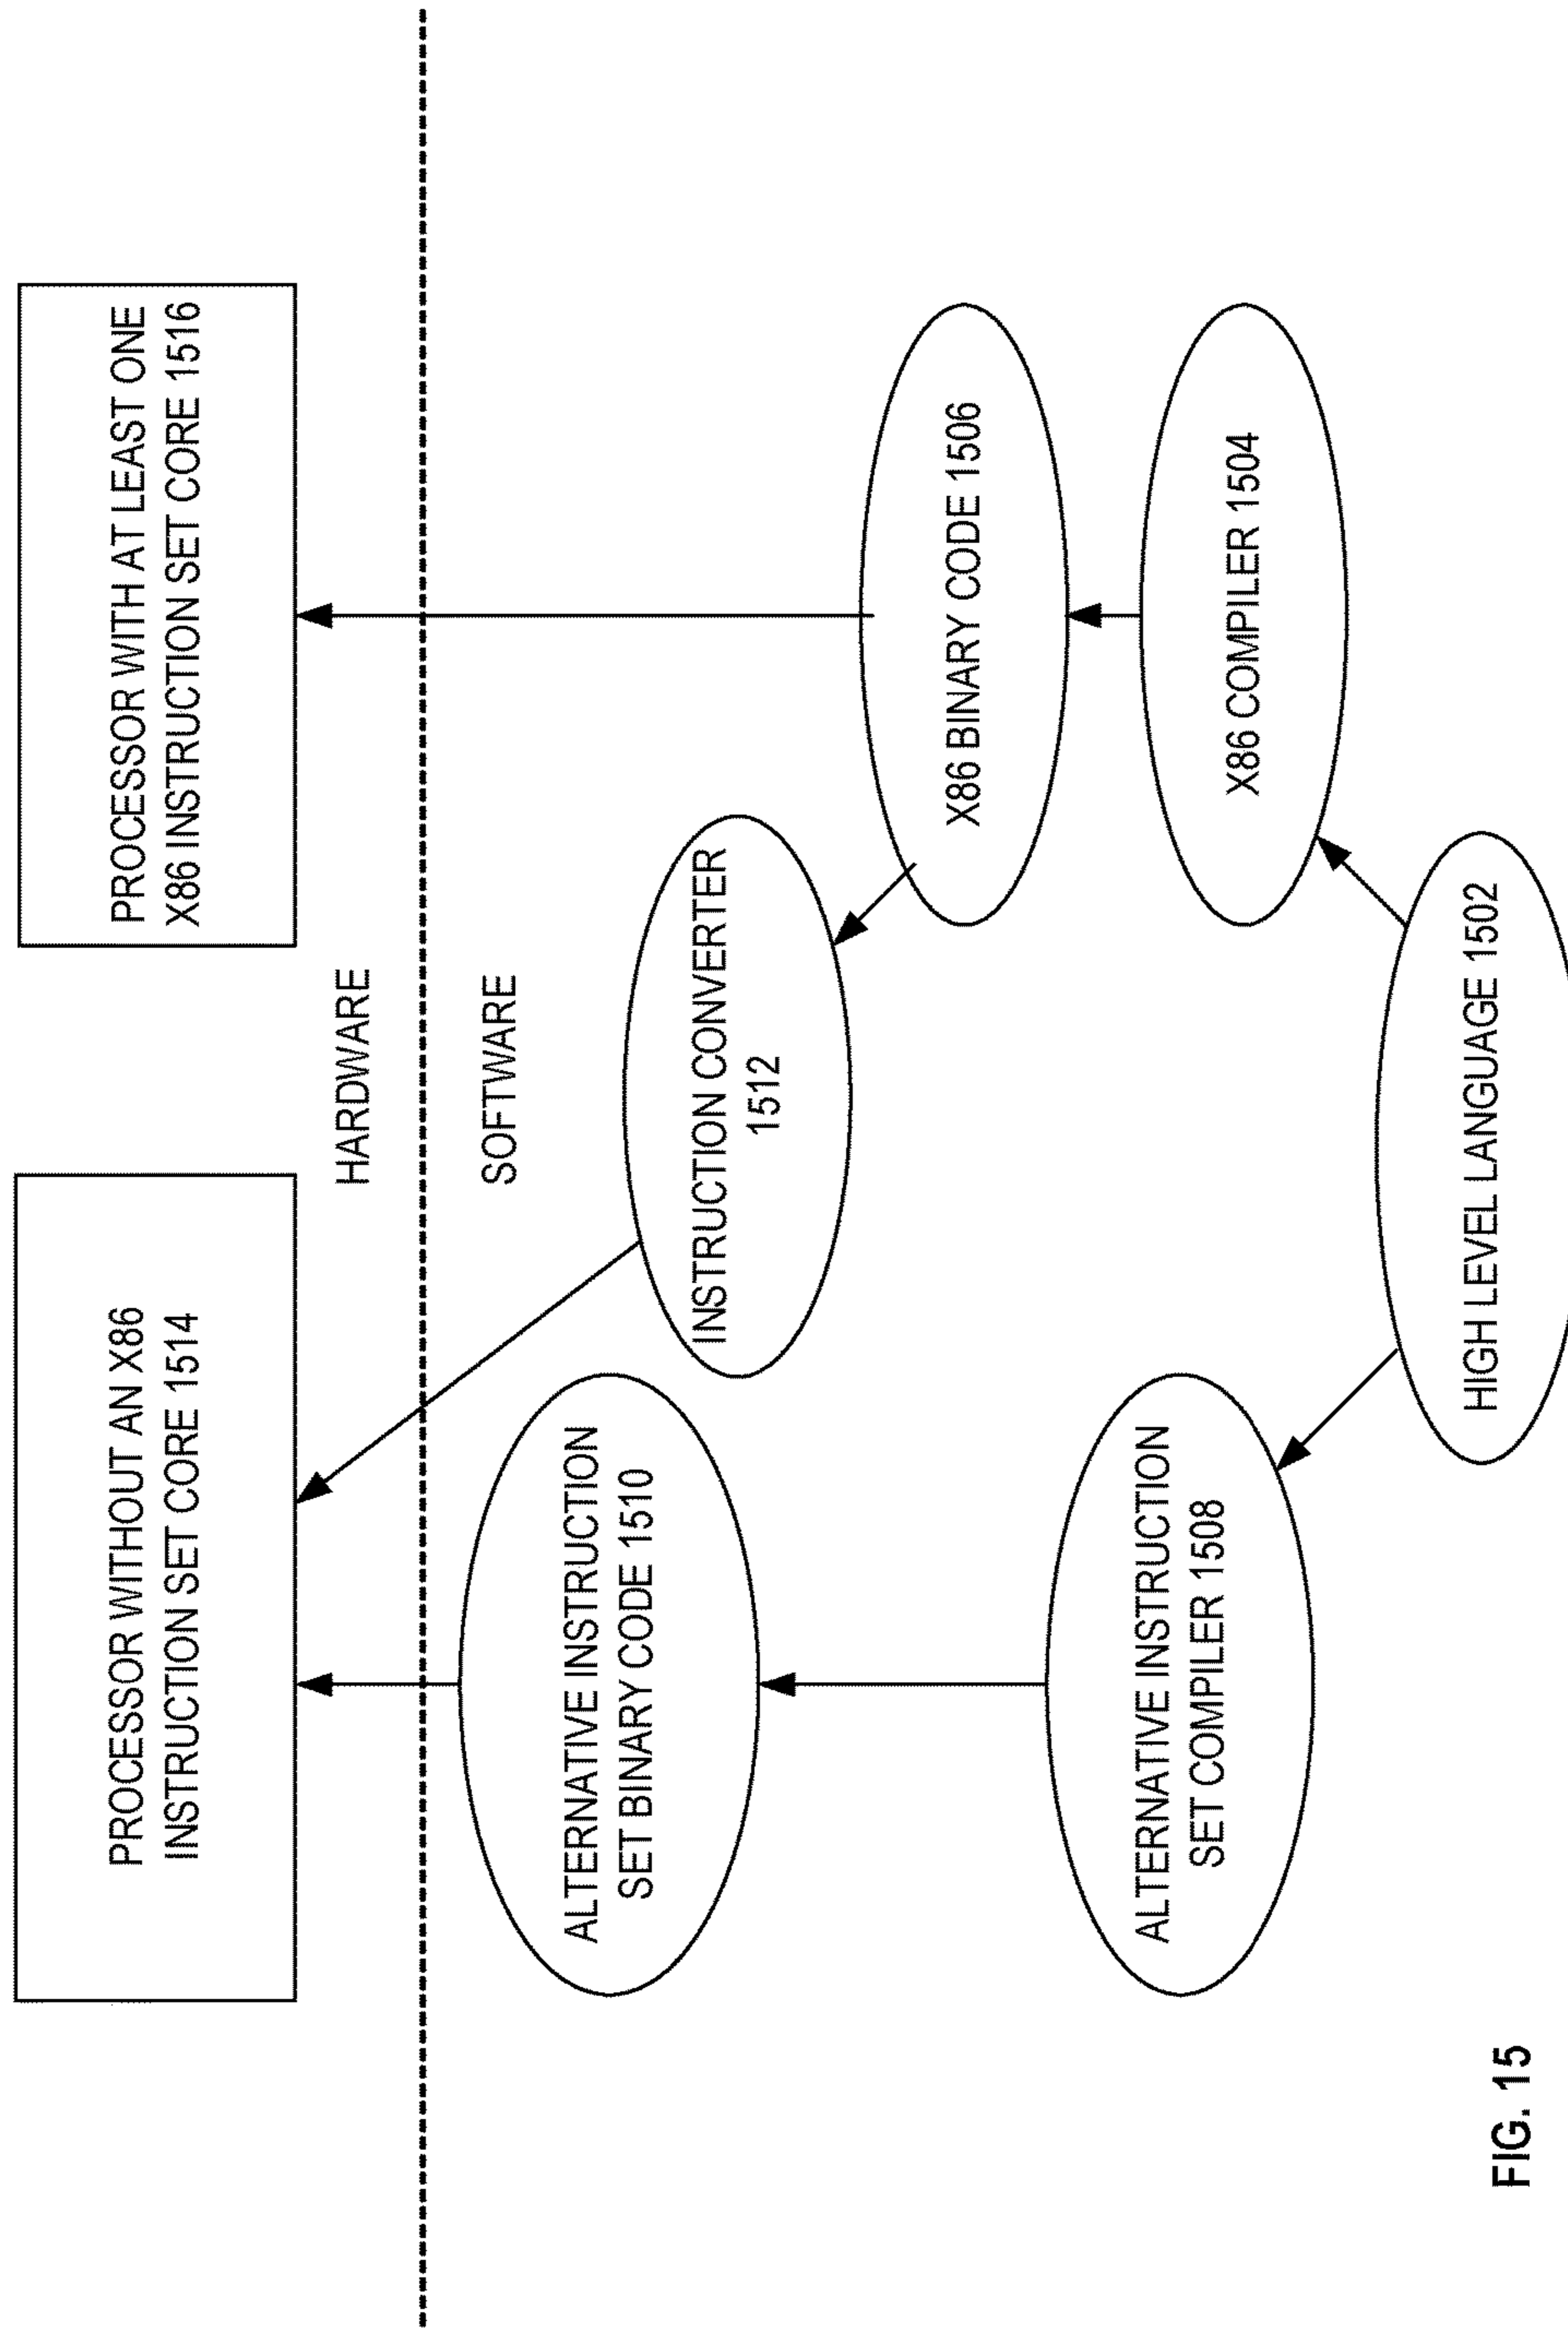 PROCESSOR WITHOUT AN X86
INSTRUCTION SET CORE 1514
PROCESSOR WITH AT LEAST ONE
X86 INSTRUCTION SET CORE 1516
HARDWARE
SOFTWARE
ALTERNATIVE INSTRUCTION
SET BINARY CODE 1510
INSTRUCTION CONVERTER
1512
X86 BINARY CODE 1506
ALTERNATIVE INSTRUCTION
SET COMPILER 1508
X86 COMPILER 1504
HIGH LEVEL LANGUAGE 1502
FIG. 15